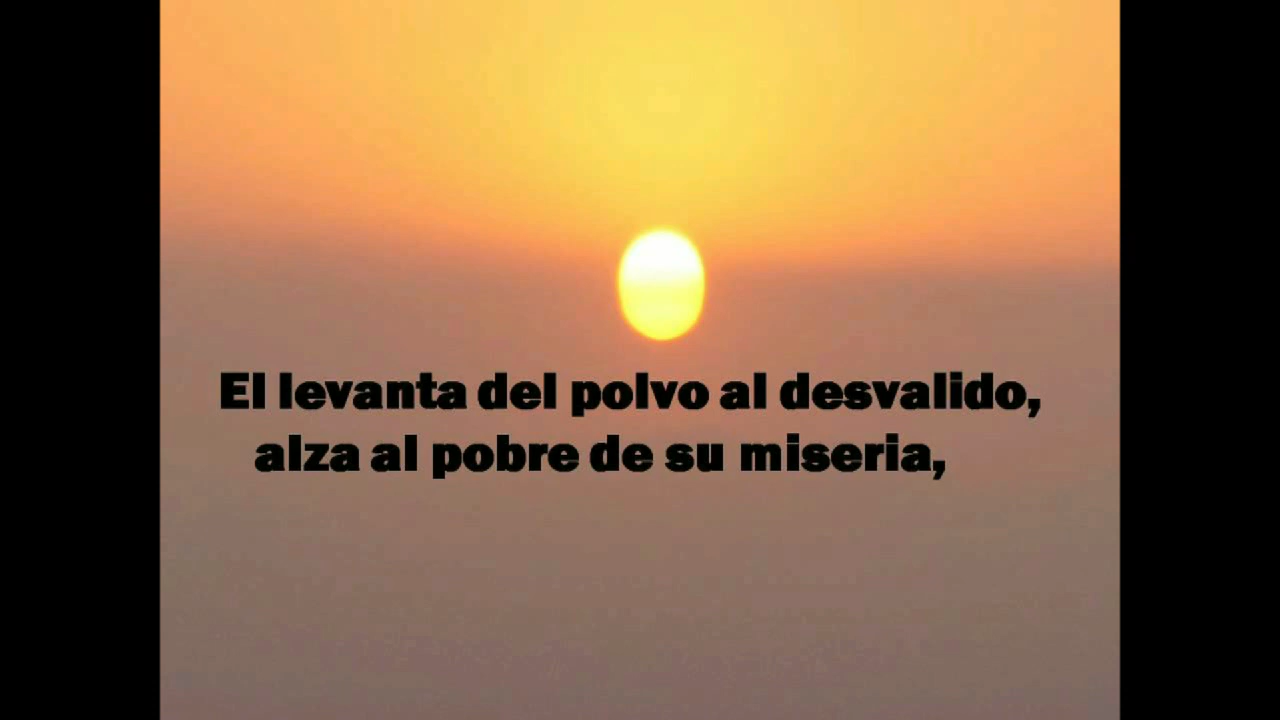 El levanta del polvo al desvalido,
alza al pobre de su miseria,